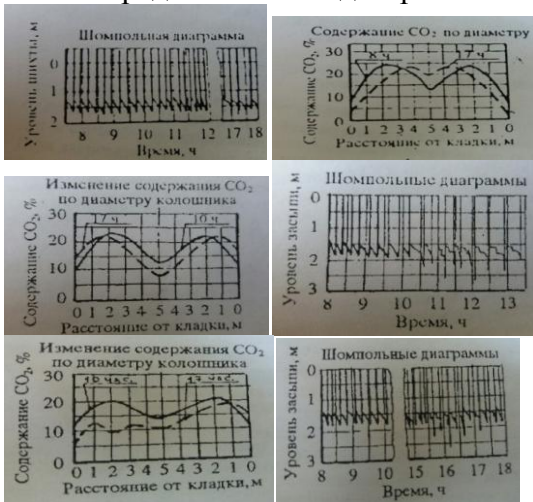 Шомпольная диаграмма
Уровень шихты, м
0
1
2
8 9 10 11 12 17 18
Время, ч
Содержание CO₂ по диаметру
Содержание CO₂, %
30
20
10
0
8 ч
17 ч
0 1 2 3 4 5 4 3 2 1 0
Расстояние от кладки, м
Изменение содержания CO₂
по диаметру колошника
Содержание CO₂, %
30
20
10
0
17 ч
10 ч
0 1 2 3 4 5 4 3 2 1 0
Расстояние от кладки, м
Шомпольные диаграммы
Уровень засыпи, м
0
1
2
3
8 9 10 11 12 13
Время, ч
Изменение содержания CO₂
по диаметру колошника
Содержание CO₂, %
30
20
10
0
17 час.
0 1 2 3 4 5 4 3 2 1 0
Расстояние от кладки, м
Шомпольные диаграммы
Уровень засыпи, м
0
1
2
3
8 9 10 15 16 17 18
Время, ч